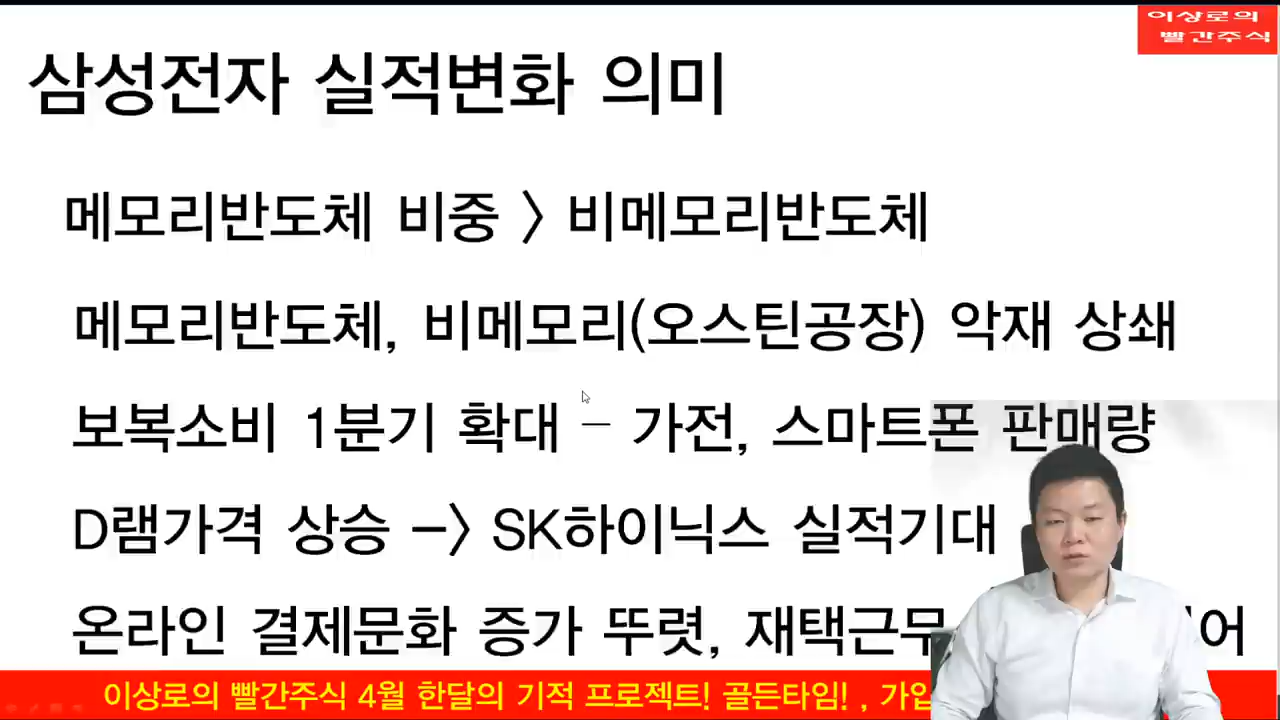 이상로의
빨간주식
삼성전자 실적변화 의미
메모리반도체 비중 > 비메모리반도체
메모리반도체, 비메모리(오스틴공장) 악재 상쇄
보복소비 1분기 확대 - 가전, 스마트폰 판매량
D램가격 상승 -> SK하이닉스 실적기대
온라인 결제문화 증가 뚜렷, 재택근무
이상로의 빨간주식 4월 한달의 기적 프로젝트! 골든타임! ,